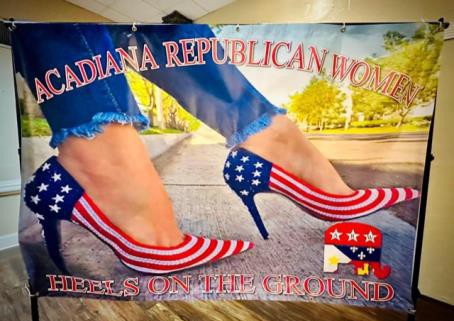 ACADIANA REPUBLICAN WOMEN
HEELS ON THE GROUND